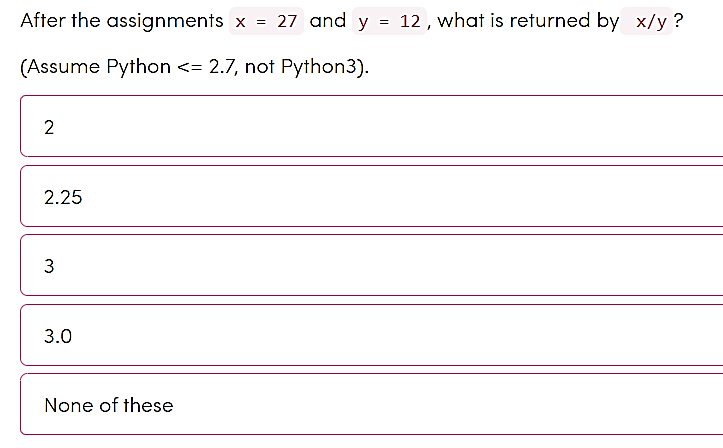 After the assignments x = 27 and y = 12, what is returned by x/y?
(Assume Python <= 2.7, not Python3).
2
2.25
3
3.0
None of these